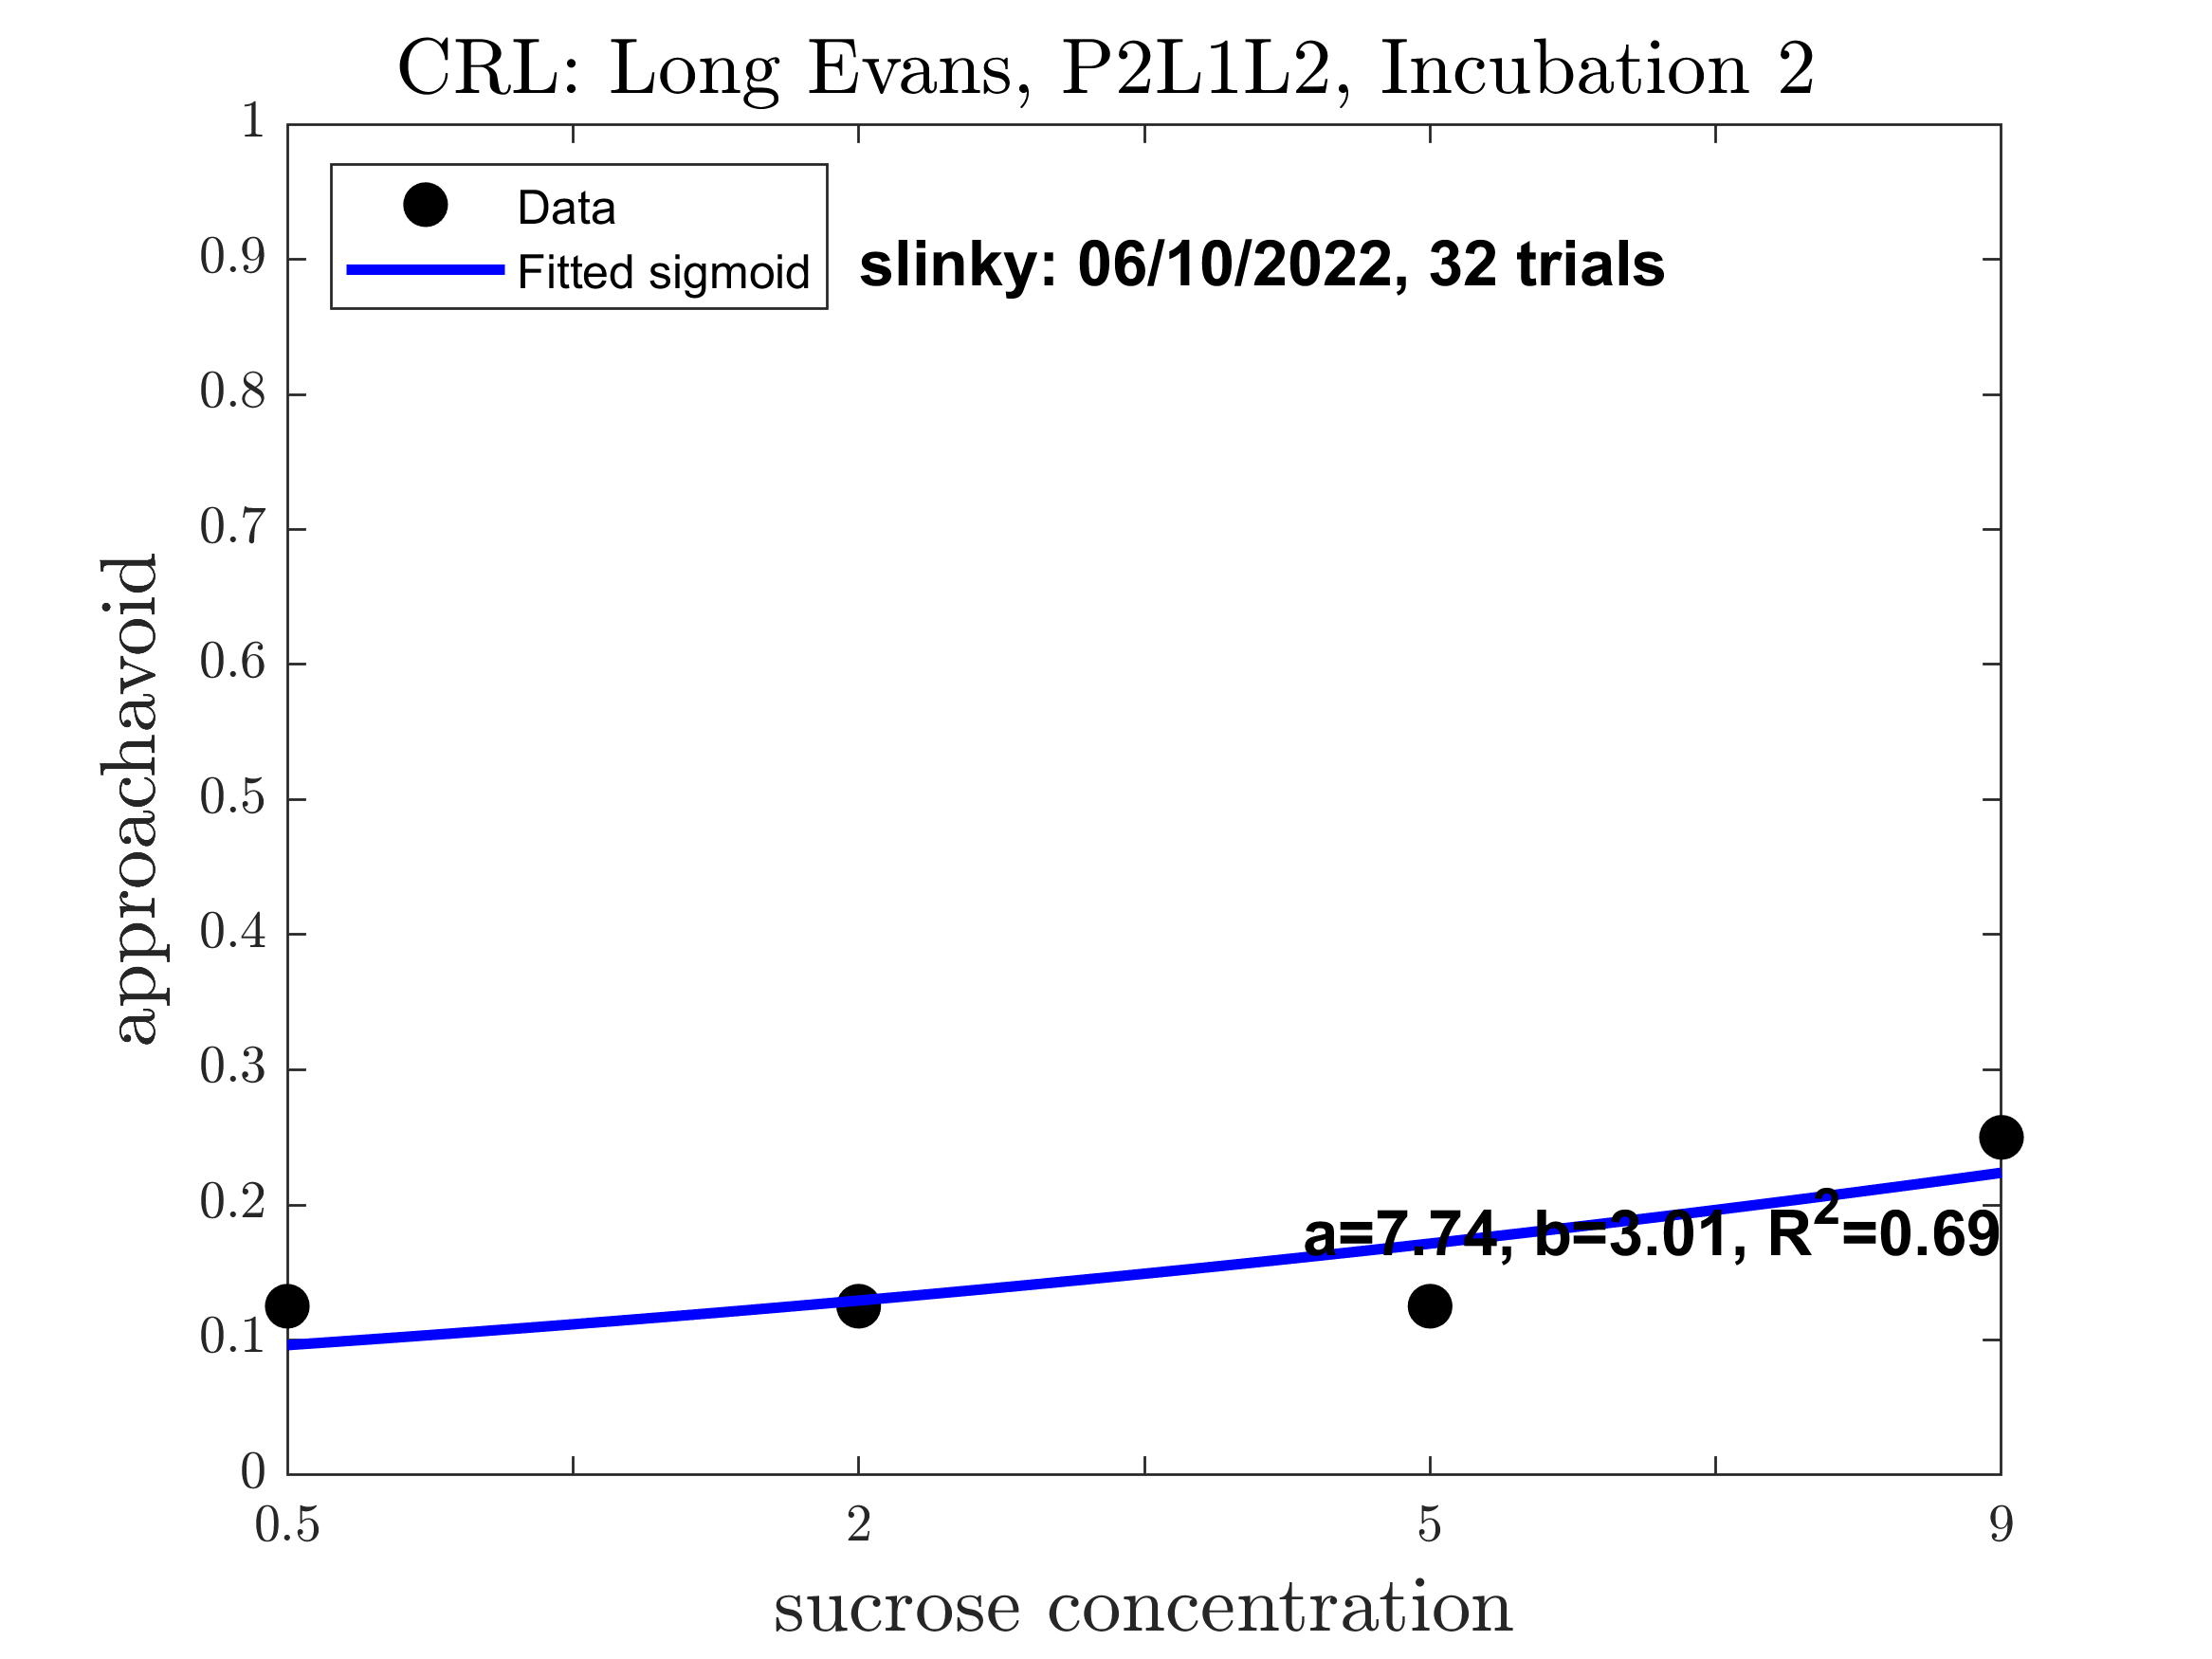 CRL: Long Evans, P2L1L2, Incubation 2
1
Data
Fitted sigmoid
slinky: 06/10/2022, 32 trials
0.9
0.8
0.7
0.6
0.5
0.4
0.3
0.2
0.1
0
approachavoid
a=7.74, b=3.01, R²=0.69
0.5 2 5 9
sucrose concentration